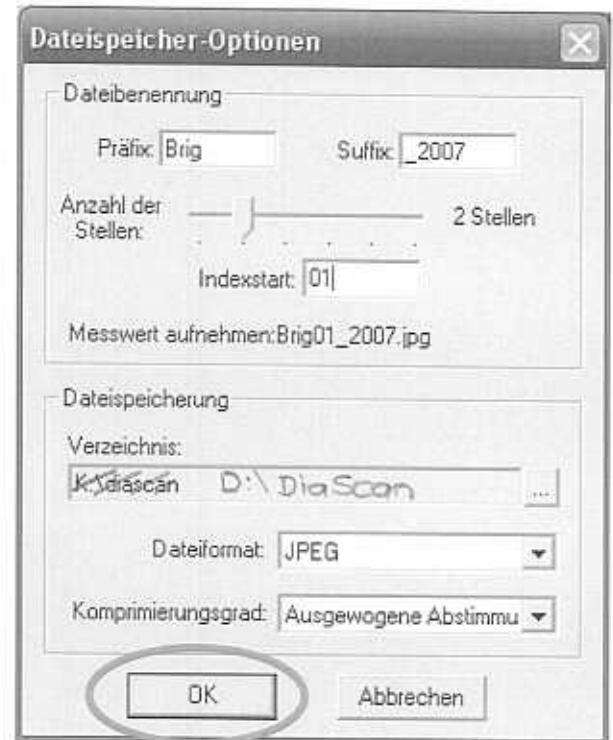 Dateispeicher-Optionen
Dateibenennung
Präfix: Brig Suffix: _2007
Anzahl der Stellen: 2 Stellen
Indexstart: 01
Messwert aufnehmen:Brig01_2007.jpg
Dateispeicherung
Verzeichnis:
K:\diascan D:\ DiaScan ...
Dateiformat: JPEG
Komprimierungsgrad: Ausgewogene Abstimmu
OK Abbrechen